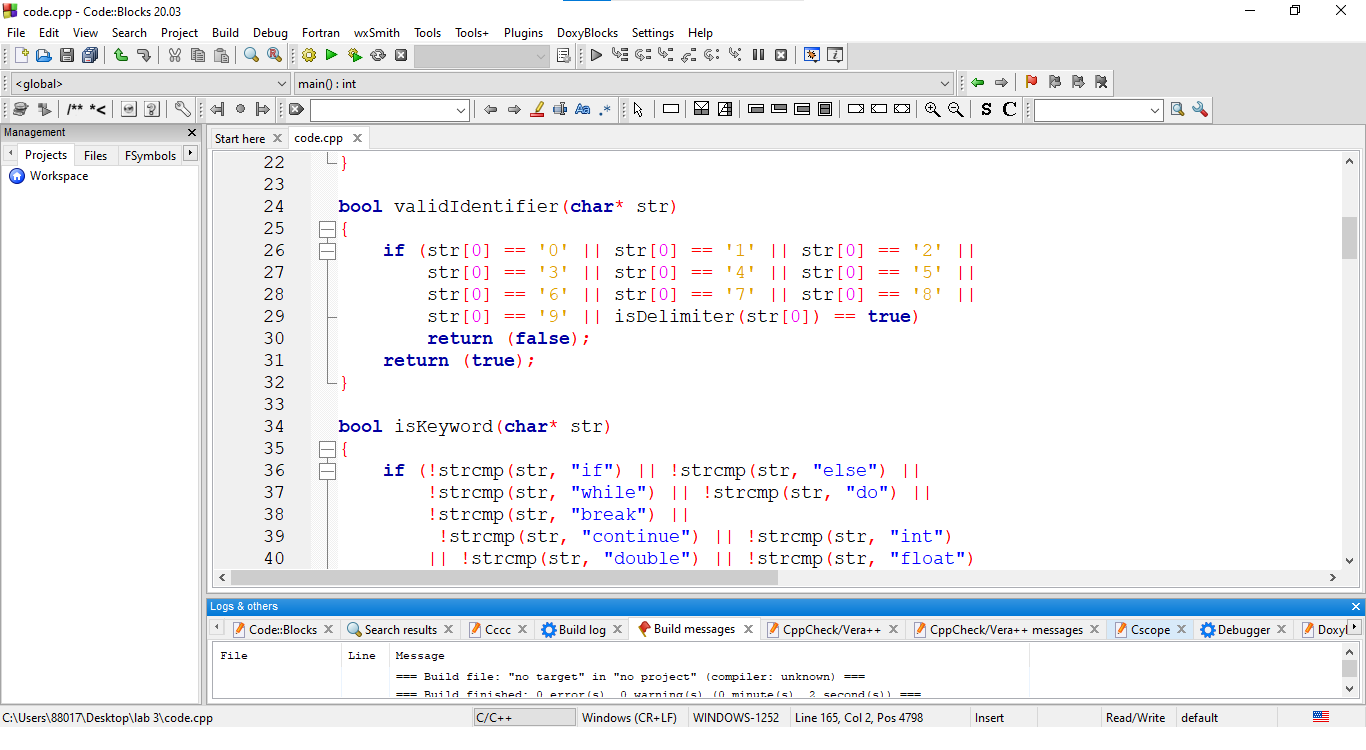 code.cpp - Code::Blocks 20.03
File Edit View Search Project Build Debug Fortran wxSmith Tools Tools+ Plugins DoxyBlocks Settings Help
<global> main() : int
/** *<
Aa .*
S C
Management
Projects Files FSymbols
Workspace
Start here code.cpp
22 }
23
24 bool validIdentifier(char* str)
25 {
26 if (str[0] == '0' || str[0] == '1' || str[0] == '2' ||
27 str[0] == '3' || str[0] == '4' || str[0] == '5' ||
28 str[0] == '6' || str[0] == '7' || str[0] == '8' ||
29 str[0] == '9' || isDelimiter(str[0]) == true)
30 return (false);
31 return (true);
32 }
33
34 bool isKeyword(char* str)
35 {
36 if (!strcmp(str, "if") || !strcmp(str, "else") ||
37 !strcmp(str, "while") || !strcmp(str, "do") ||
38 !strcmp(str, "break") ||
39 !strcmp(str, "continue") || !strcmp(str, "int")
40 || !strcmp(str, "double") || !strcmp(str, "float")
Logs & others
Code::Blocks Search results Cccc Build log Build messages CppCheck/Vera++ CppCheck/Vera++ messages Cscope Debugger Doxyl
File Line Message
=== Build file: "no target" in "no project" (compiler: unknown) ===
=== Build finished: 0 error(s), 0 warning(s) (0 minute(s), 2 second(s)) ===
C:\Users\88017\Desktop\lab 3\code.cpp C/C++ Windows (CR+LF) WINDOWS-1252 Line 165, Col 2, Pos 4798 Insert Read/Write default